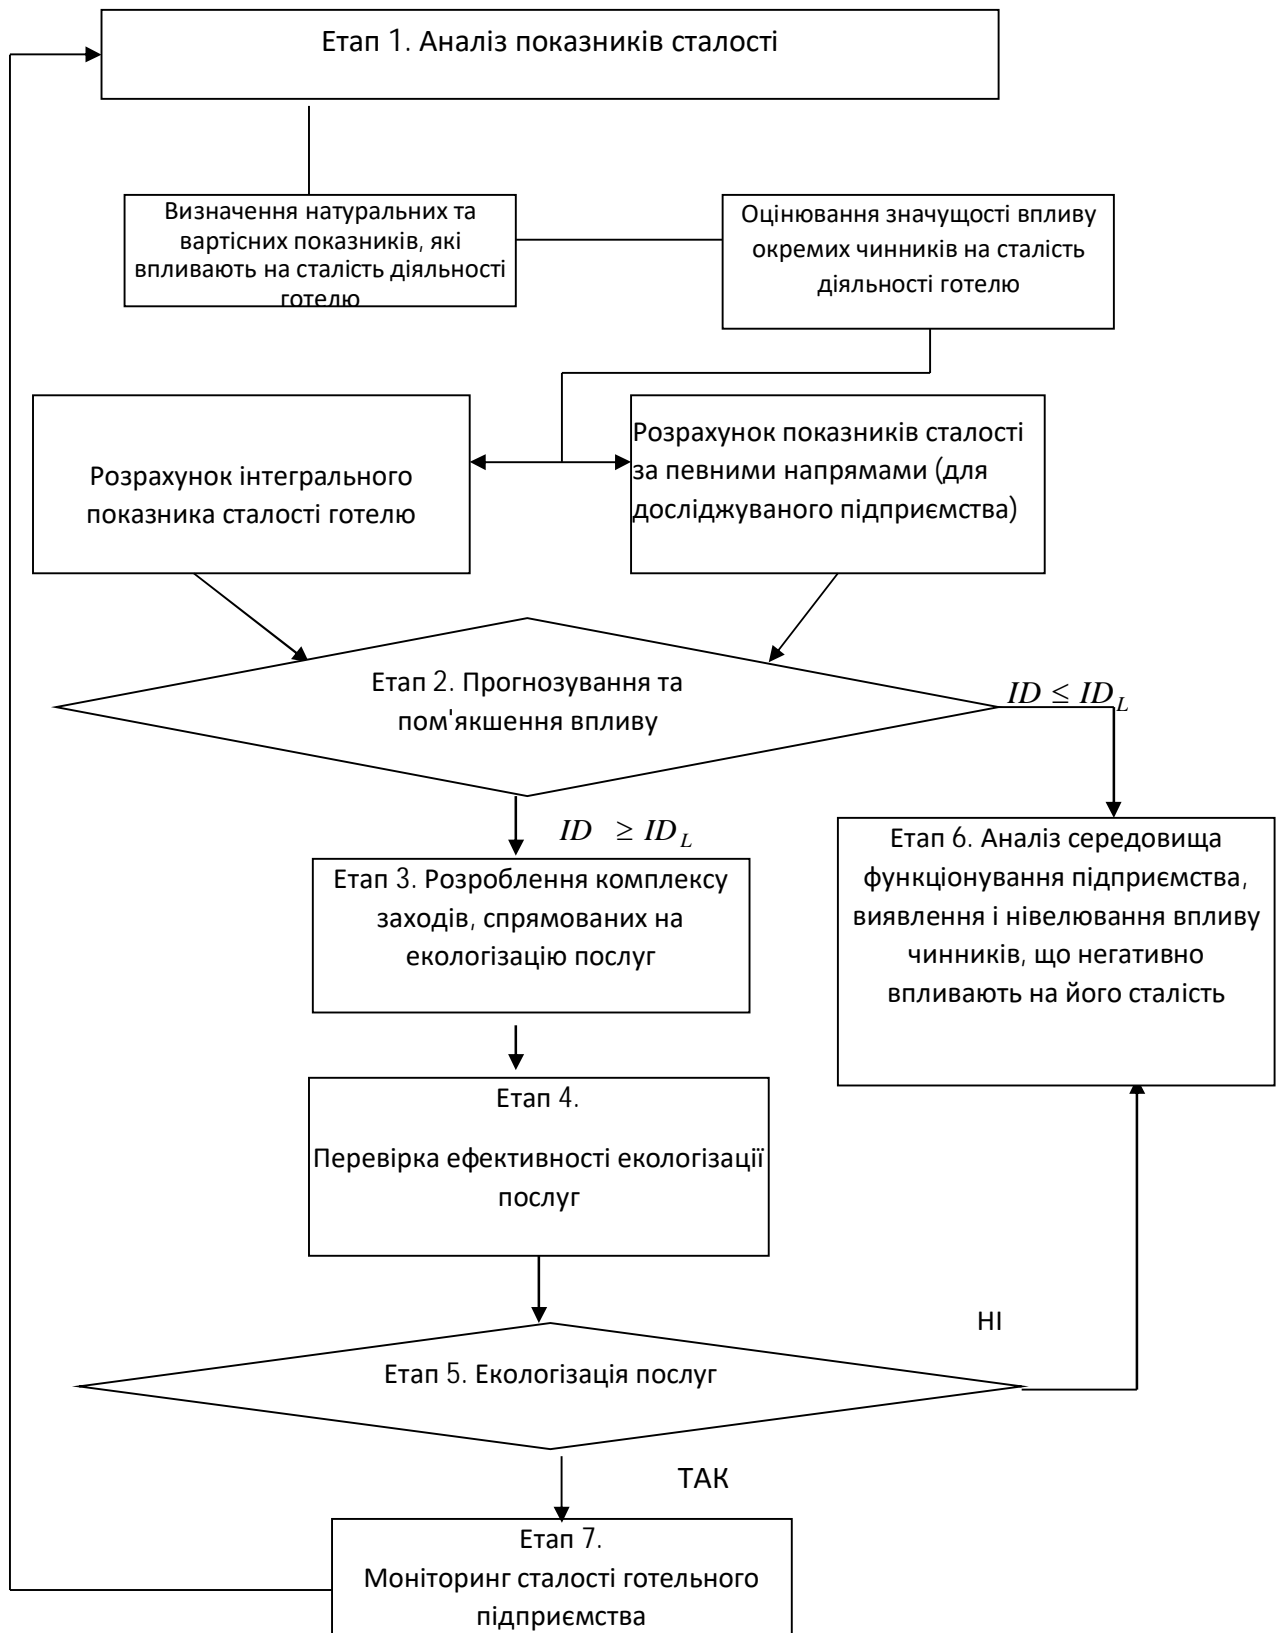 Етап 1. Аналіз показників сталості
Визначення натуральних та
вартісних показників, які
впливають на сталість діяльності
готелю
Оцінювання значущості впливу
окремих чинників на сталість
діяльності готелю
Розрахунок інтегрального
показника сталості готелю
Розрахунок показників сталості
за певними напрямами (для
досліджуваного підприємства)
Етап 2. Прогнозування та
пом'якшення впливу
ID ≤ ID_L
ID ≥ ID_L
Етап 3. Розроблення комплексу
заходів, спрямованих на
екологізацію послуг
Етап 6. Аналіз середовища
функціонування підприємства,
виявлення і нівелювання впливу
чинників, що негативно
впливають на його сталість
Етап 4.
Перевірка ефективності екологізації
послуг
НІ
Етап 5. Екологізація послуг
ТАК
Етап 7.
Моніторинг сталості готельного
підприємства